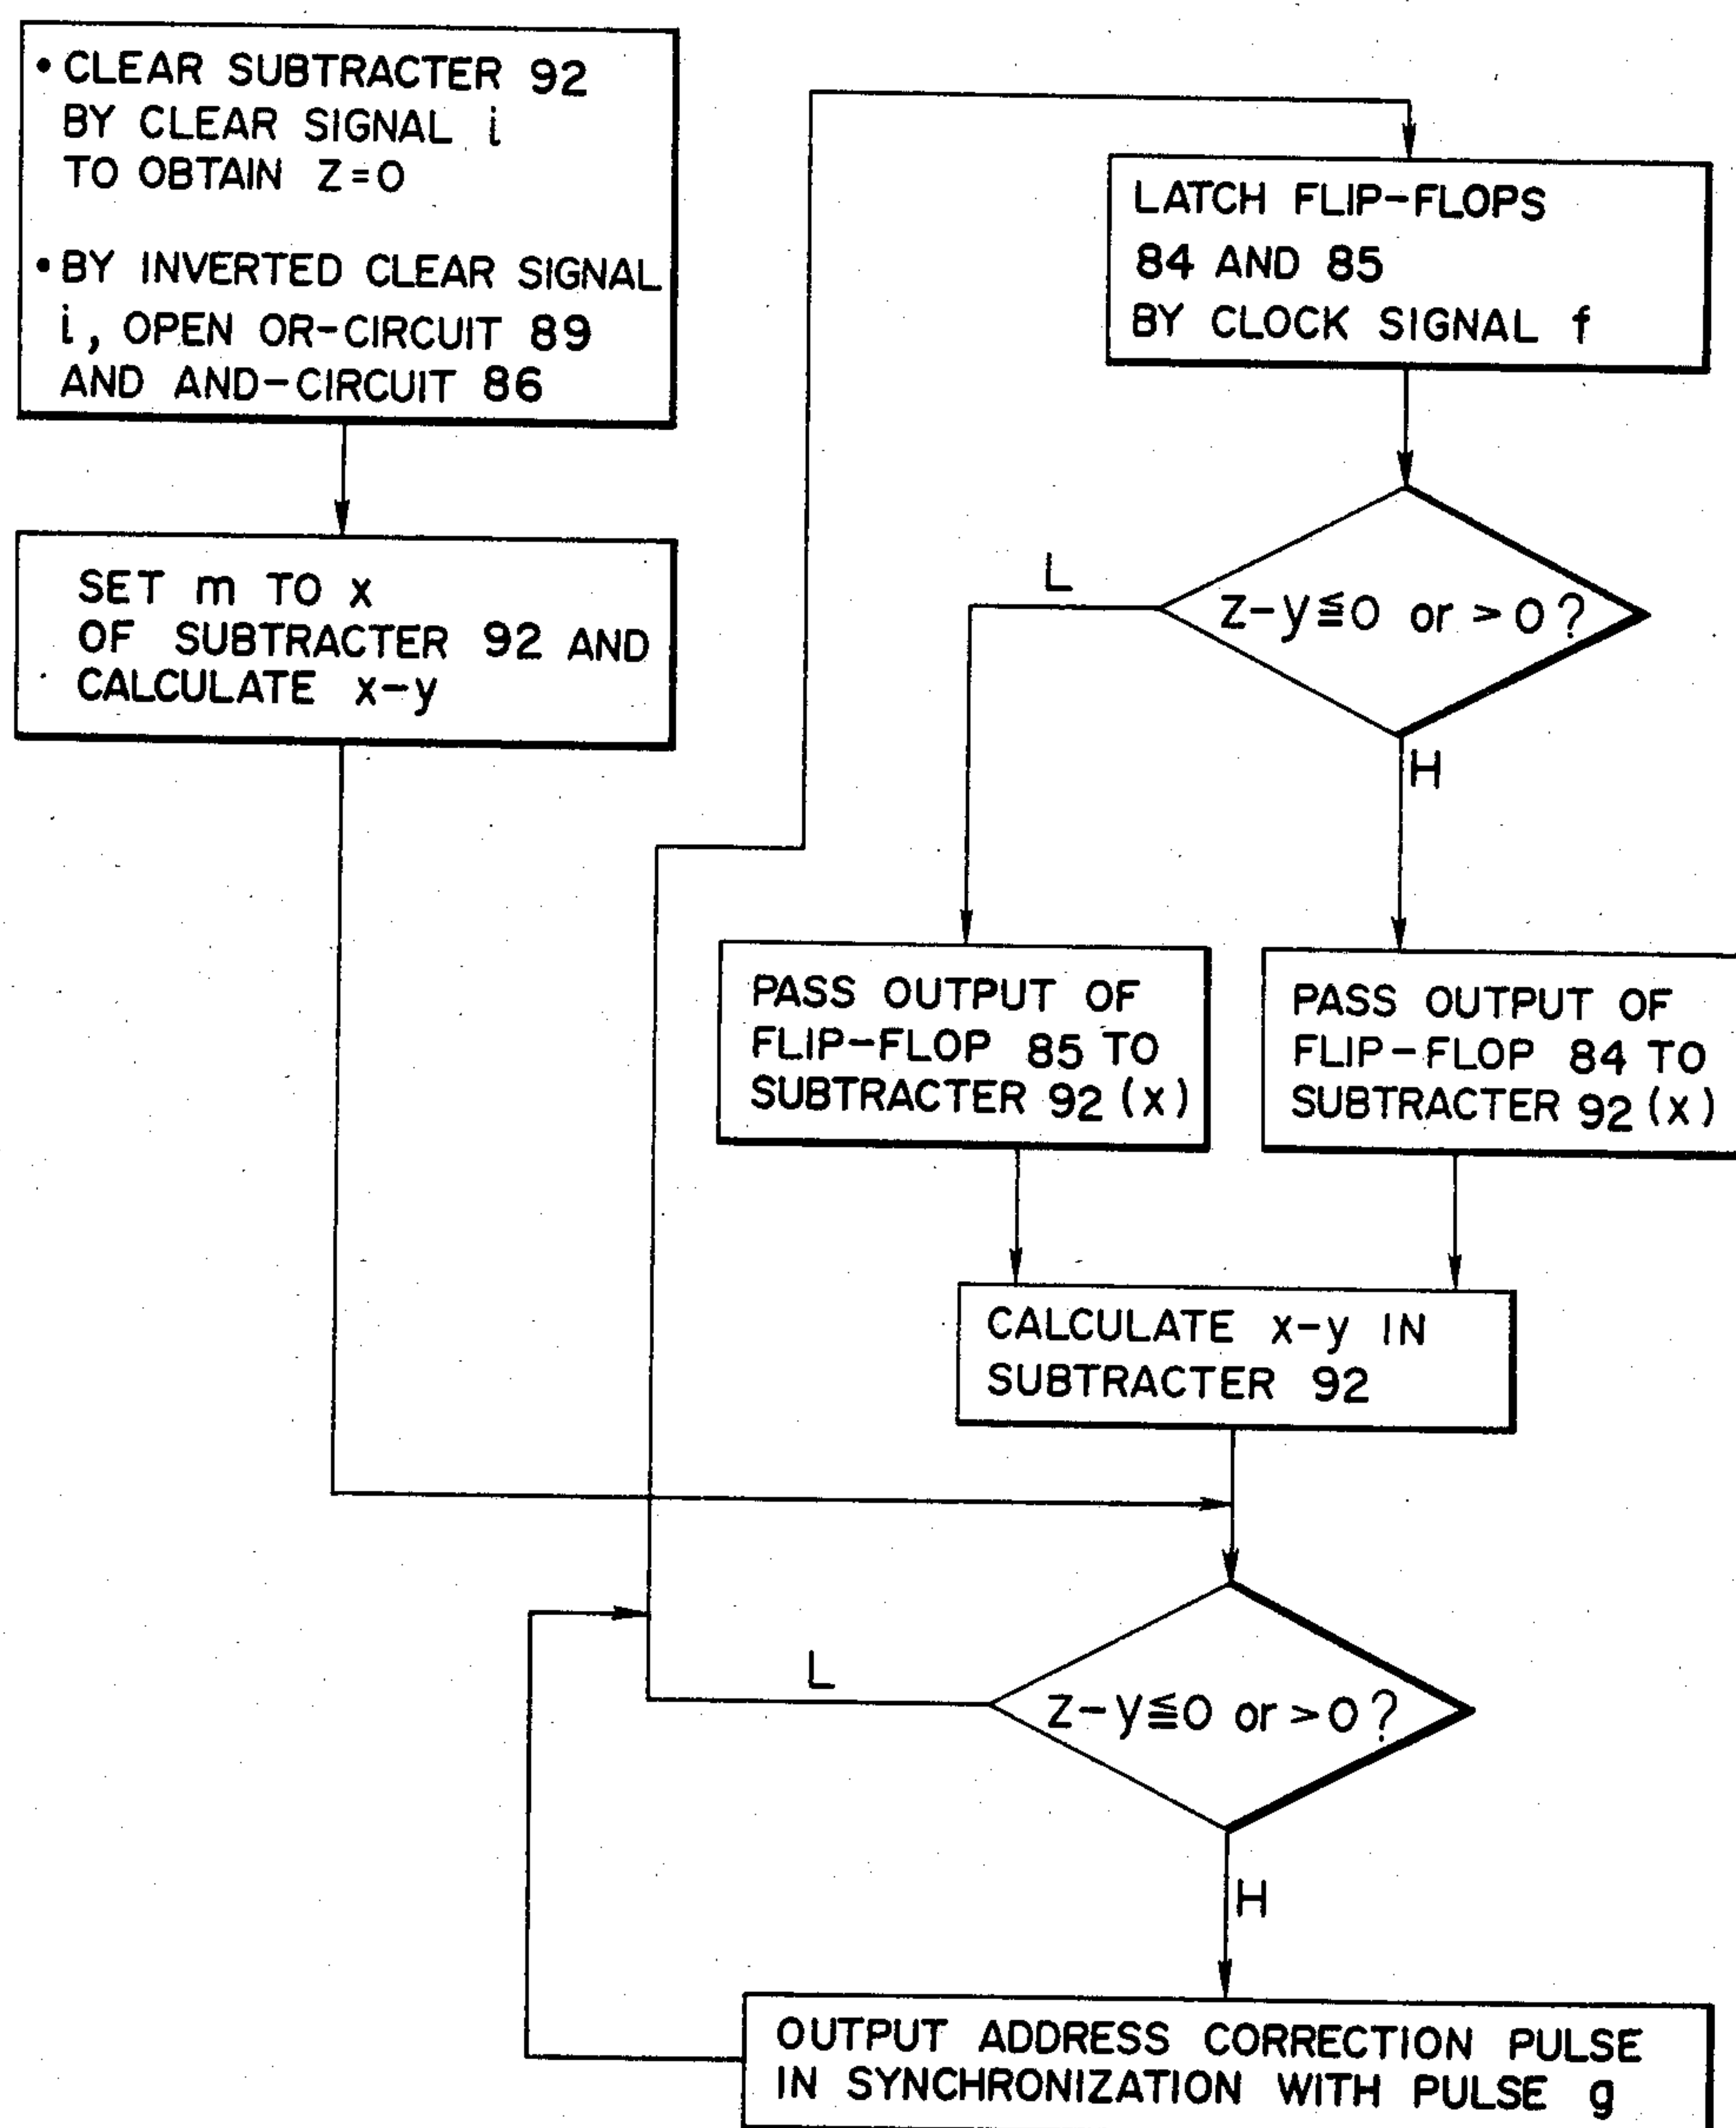 • CLEAR SUBTRACTER 92
BY CLEAR SIGNAL i
TO OBTAIN Z=0
• BY INVERTED CLEAR SIGNAL
i, OPEN OR-CIRCUIT 89
AND AND-CIRCUIT 86
SET m TO x
OF SUBTRACTER 92 AND
CALCULATE x-y
LATCH FLIP-FLOPS
84 AND 85
BY CLOCK SIGNAL f
z-y≦0 or >0?
L
H
PASS OUTPUT OF
FLIP-FLOP 85 TO
SUBTRACTER 92 (x)
PASS OUTPUT OF
FLIP-FLOP 84 TO
SUBTRACTER 92 (x)
CALCULATE x-y IN
SUBTRACTER 92
z-y≦0 or >0?
L
H
OUTPUT ADDRESS CORRECTION PULSE
IN SYNCHRONIZATION WITH PULSE g